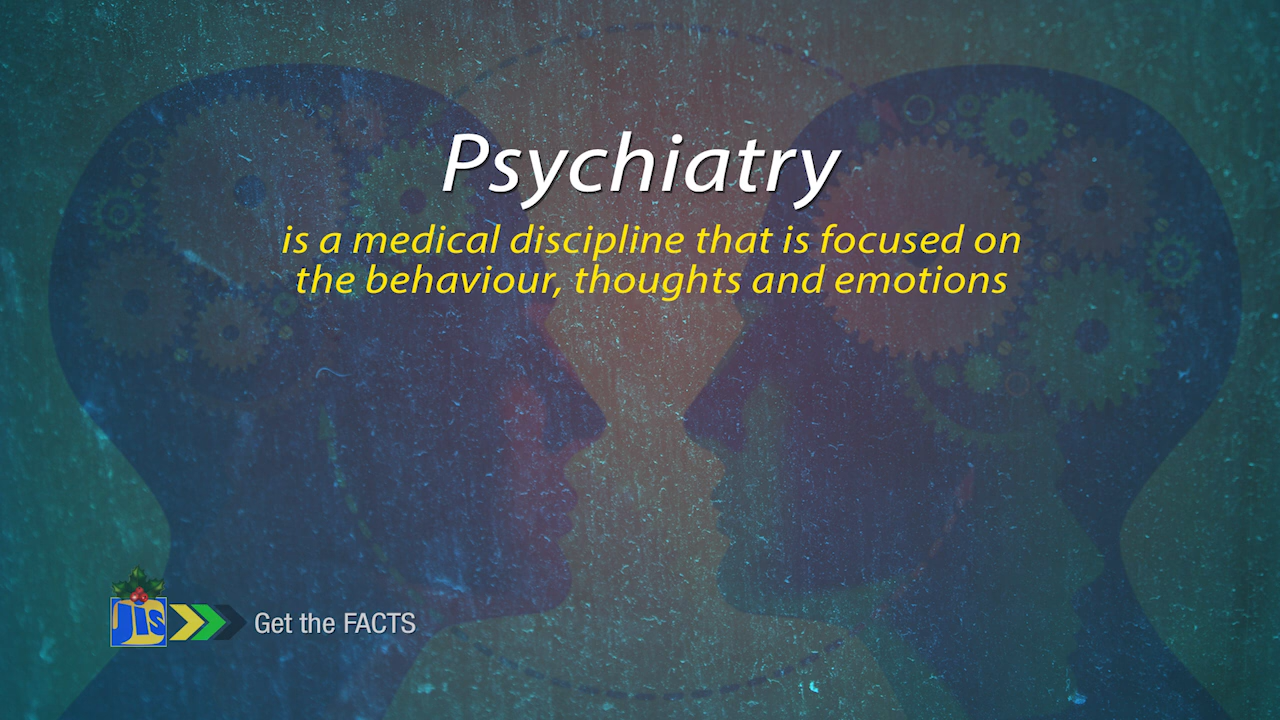 Psychiatry
is a medical discipline that is focused on
the behaviour, thoughts and emotions
JIS
Get the FACTS